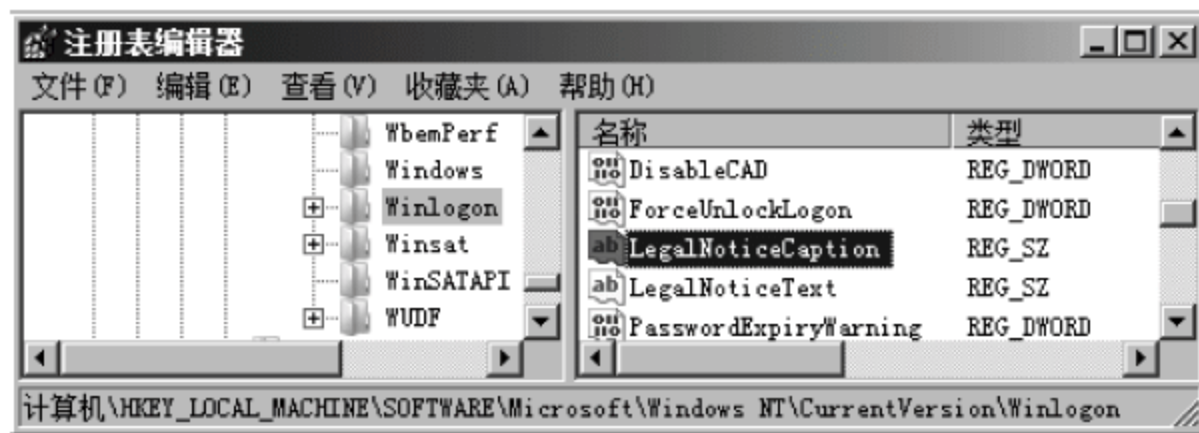 注册表编辑器
文件(F) 编辑(E) 查看(V) 收藏夹(A) 帮助(H)
WbemPerf
Windows
Winlogon
Winsat
WinSATAPI
WUDF
名称 类型
DisableCAD REG_DWORD
ForceUnlockLogon REG_DWORD
LegalNoticeCaption REG_SZ
LegalNoticeText REG_SZ
PasswordExpiryWarning REG_DWORD
计算机\HKEY_LOCAL_MACHINE\SOFTWARE\Microsoft\Windows NT\CurrentVersion\Winlogon